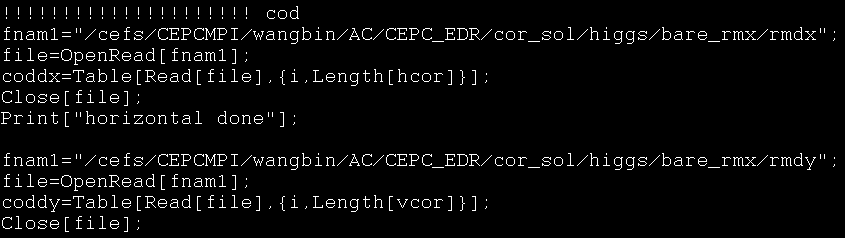 !!!!!!!!!!!!!!!!!!!!! cod
fnam1="/cefs/CEPCMPI/wangbin/AC/CEPC_EDR/cor_sol/higgs/bare_rmx/rmdx";
file=OpenRead[fnam1];
coddx=Table[Read[file],{i,Length[hcor]}];
Close[file];
Print["horizontal done"];
fnam1="/cefs/CEPCMPI/wangbin/AC/CEPC_EDR/cor_sol/higgs/bare_rmx/rmdy";
file=OpenRead[fnam1];
coddy=Table[Read[file],{i,Length[vcor]}];
Close[file];